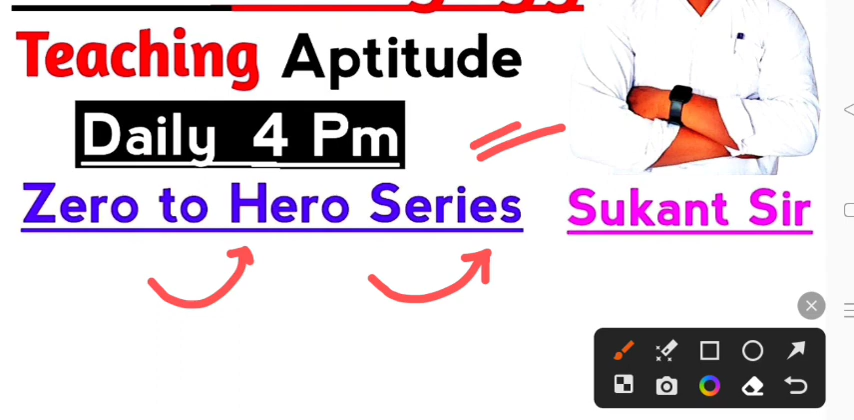 Teaching Aptitude
Daily 4 Pm
Zero to Hero Series
Sukant Sir